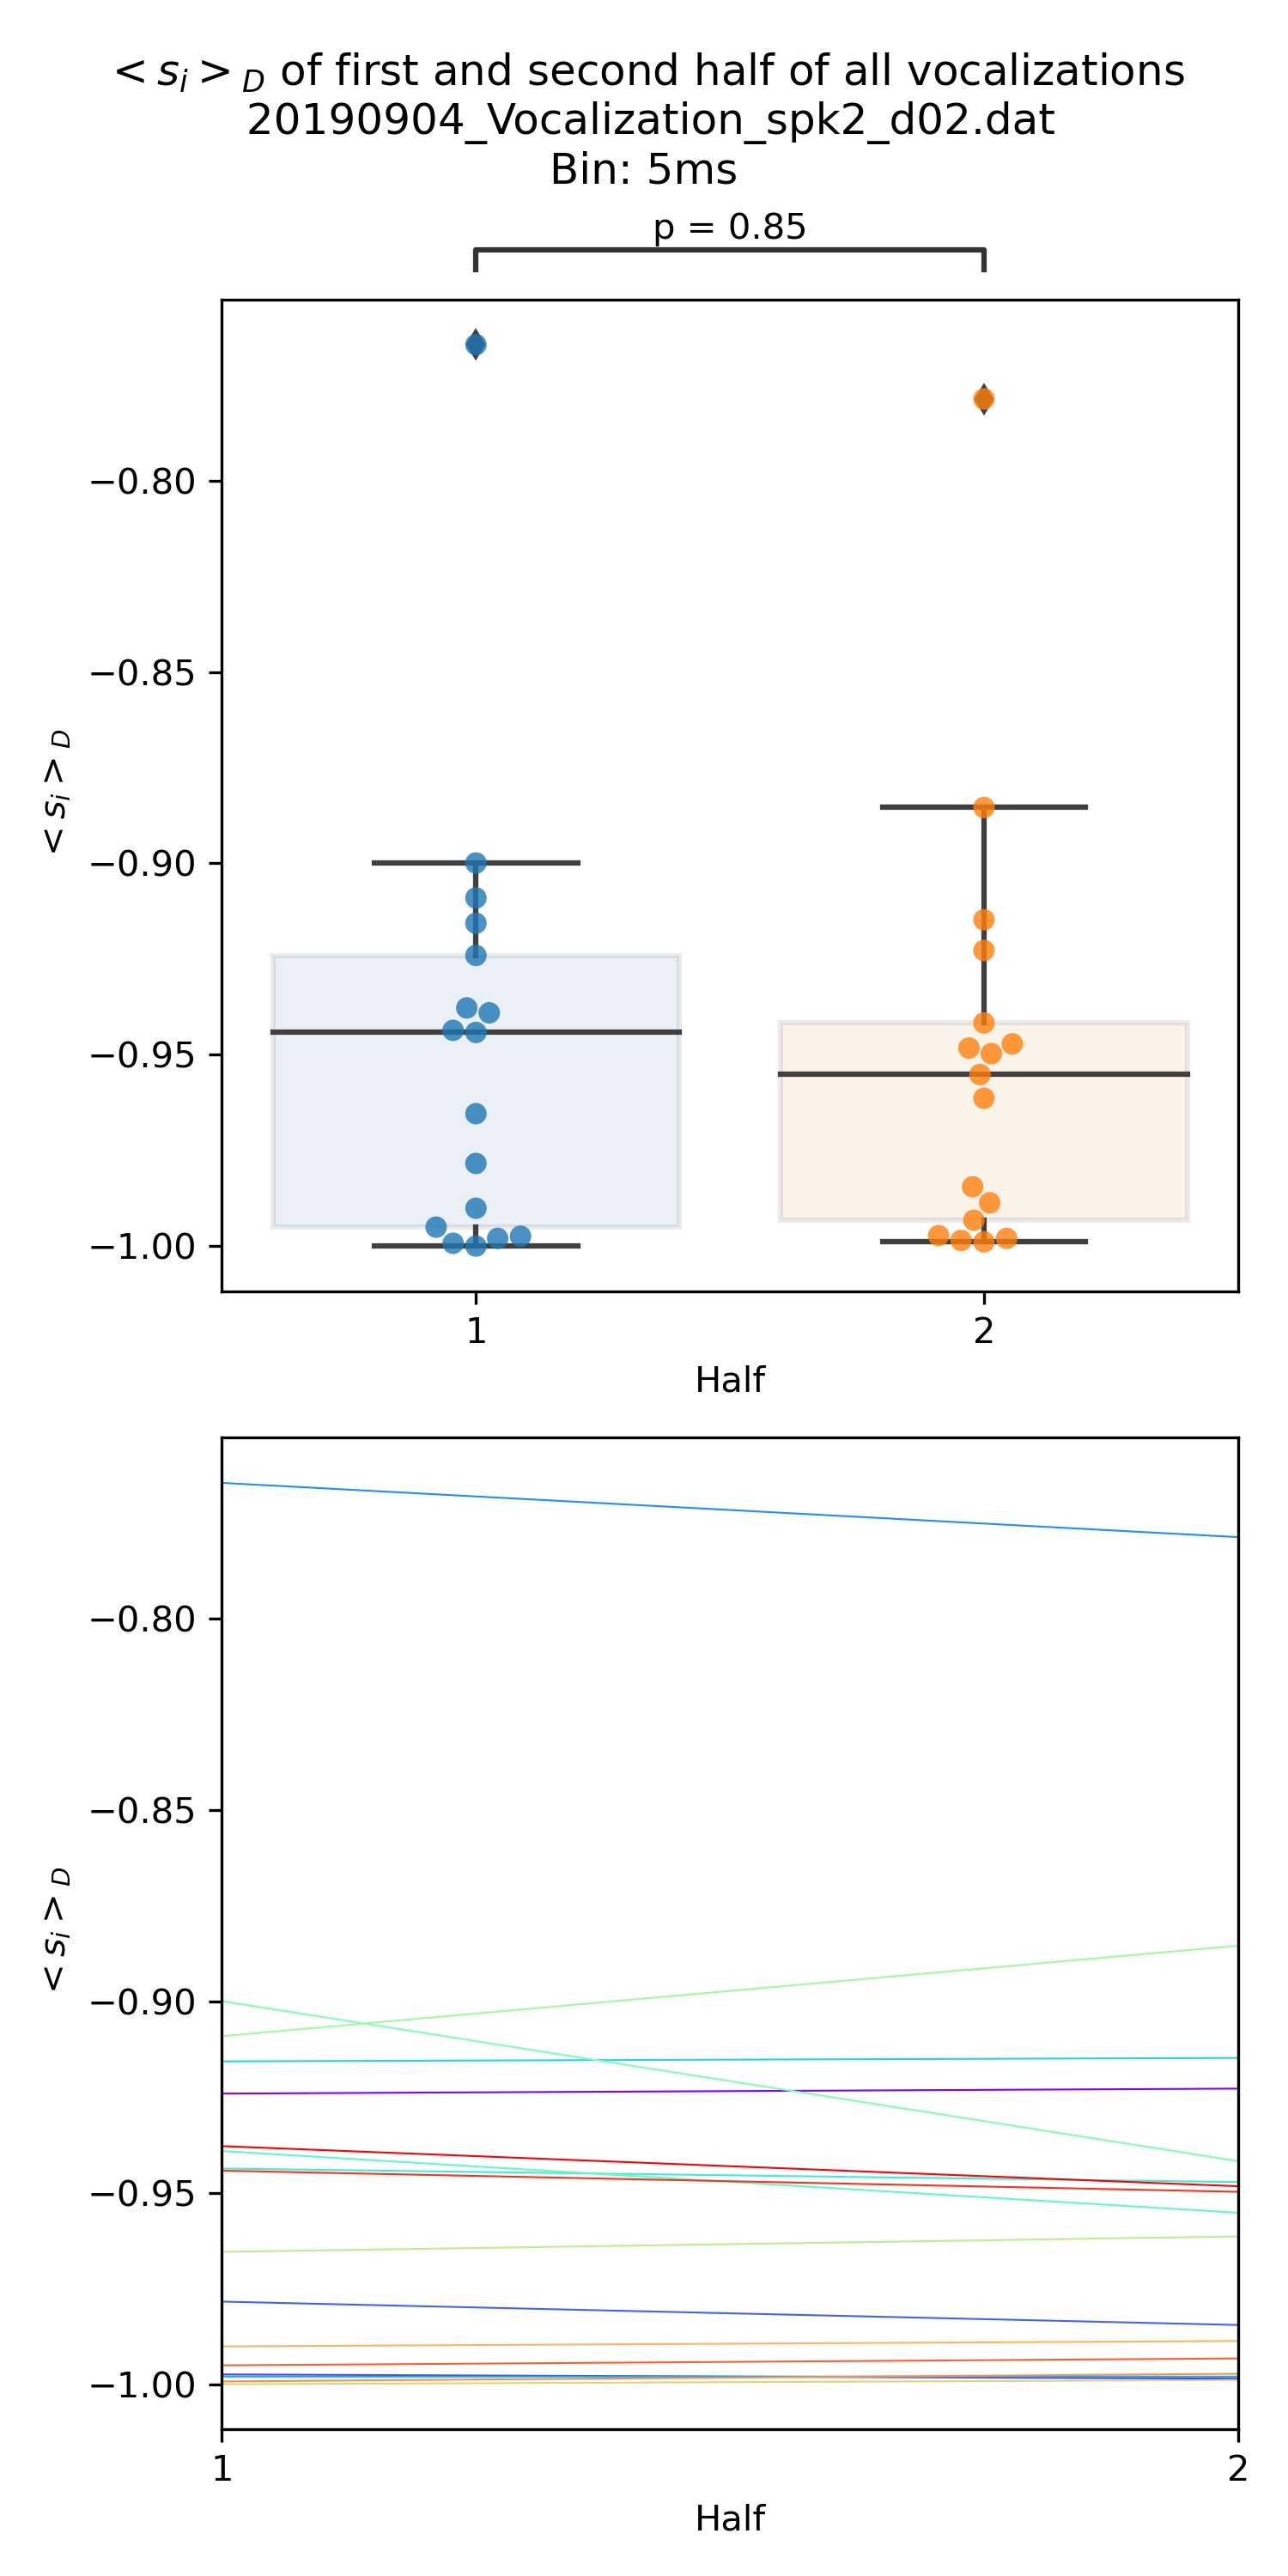 < s_i >_D of first and second half of all vocalizations
20190904_Vocalization_spk2_d02.dat
Bin: 5ms
p = 0.85
−0.80
−0.85
−0.90
−0.95
−1.00
< s_i >_D
1 2
Half
−0.80
−0.85
−0.90
−0.95
−1.00
< s_i >_D
1 2
Half